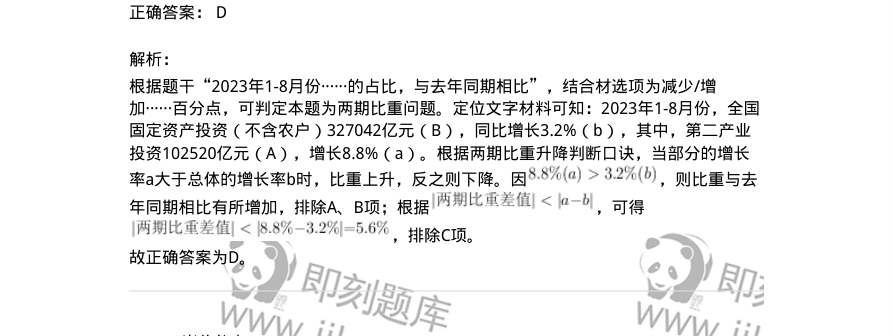 正确答案： D
解析：
根据题干“2023年1-8月份······的占比，与去年同期相比”，结合材选项为减少/增
加······百分点，可判定本题为两期比重问题。定位文字材料可知：2023年1-8月份，全国
固定资产投资（不含农户）327042亿元（B），同比增长3.2%（b），其中，第二产业
投资102520亿元（A），增长8.8%（a）。根据两期比重升降判断口诀，当部分的增长
率a大于总体的增长率b时，比重上升，反之则下降。因8.8%(a) > 3.2%(b)，则比重与去
年同期相比有所增加，排除A、B项；根据|两期比重差值| < |a−b|，可得
|两期比重差值| < |8.8%−3.2%|=5.6%，排除C项。
故正确答案为D。
即刻题库
即刻题库